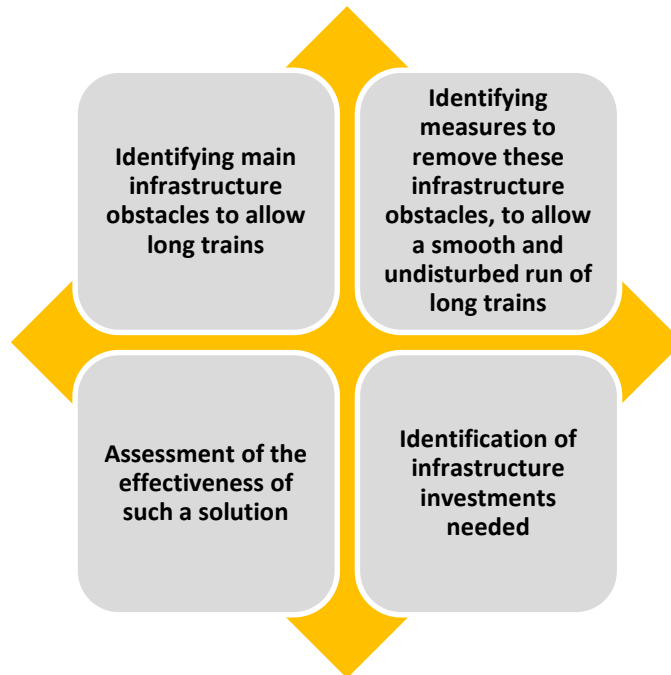 Identifying main
infrastructure
obstacles to allow
long trains
Identifying
measures to
remove these
infrastructure
obstacles, to allow
a smooth and
undisturbed run of
long trains
Assessment of the
effectiveness of
such a solution
Identification of
infrastructure
investments
needed